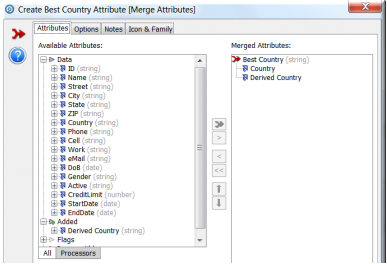 Create Best Country Attribute [Merge Attributes]
Attributes Options Notes Icon & Family
Available Attributes:
Data
ID (string)
Name (string)
Street (string)
City (string)
State (string)
ZIP (string)
Country (string)
Phone (string)
Cell (string)
Work (string)
eMail (string)
DoB (date)
Gender (string)
Active (string)
CreditLimit (number)
StartDate (date)
EndDate (date)
Added
Derived Country (string)
Flags
All Processors
Merged Attributes:
Best Country (string)
Country
Derived Country